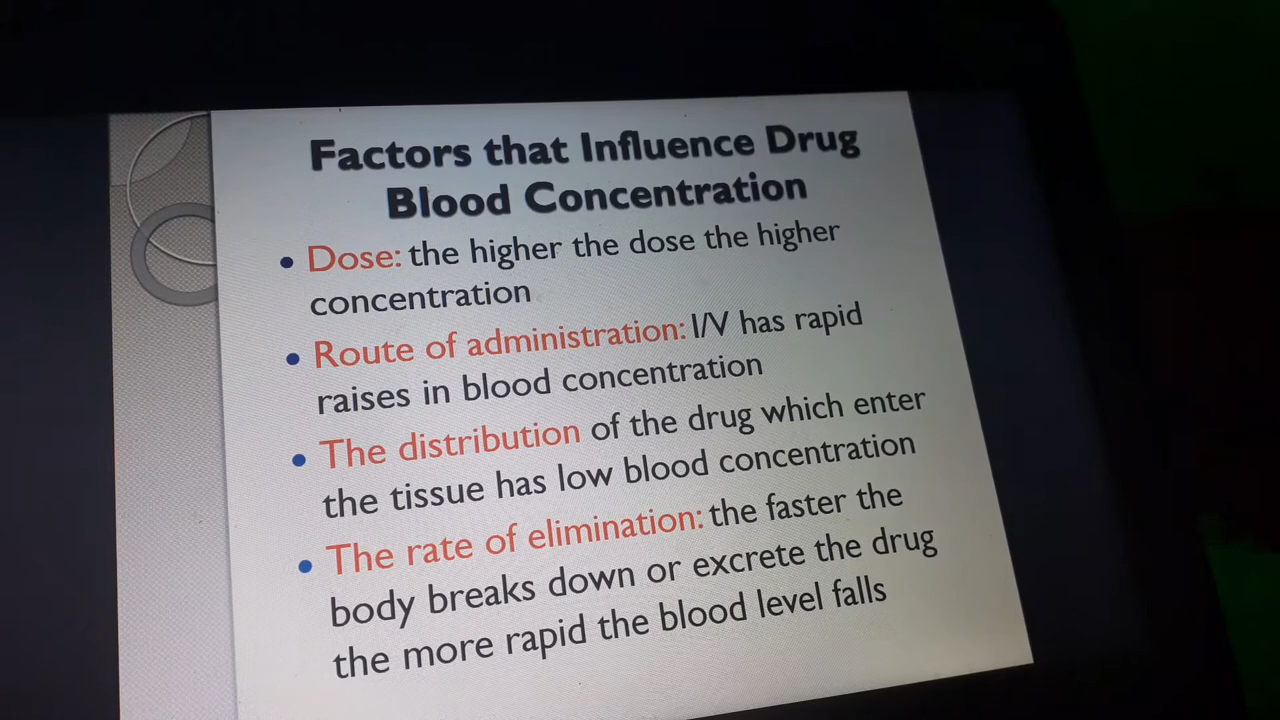 Factors that Influence Drug
Blood Concentration
• Dose: the higher the dose the higher
concentration
• Route of administration: I/V has rapid
raises in blood concentration
• The distribution of the drug which enter
the tissue has low blood concentration
• The rate of elimination: the faster the
body breaks down or excrete the drug
the more rapid the blood level falls